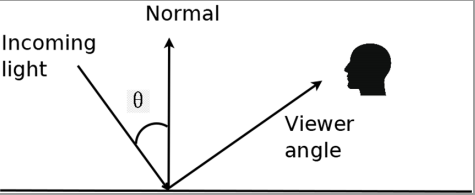 Normal
Incoming
light
θ
Viewer
angle